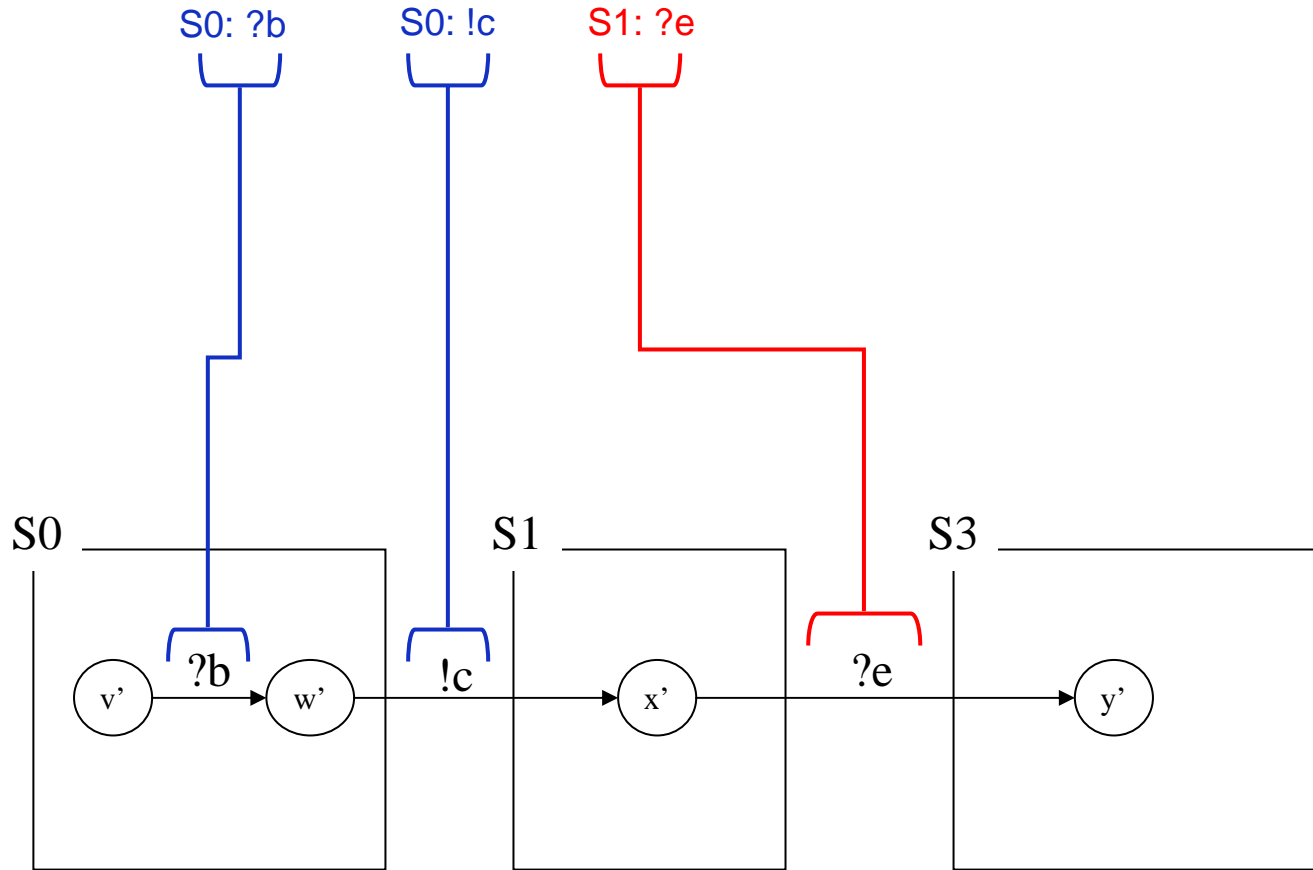 S0: ?b S0: !c S1: ?e
S0 S1 S3
?b !c ?e
v’ w’ x’ y’